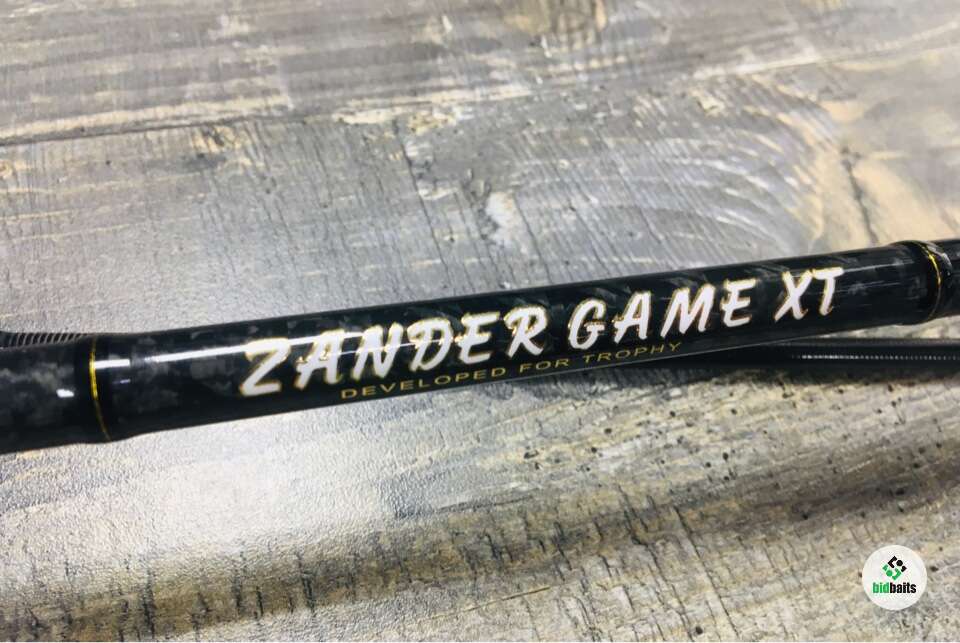 ZANDER GAME XT
DEVELOPED FOR TROPHY
bidbaits